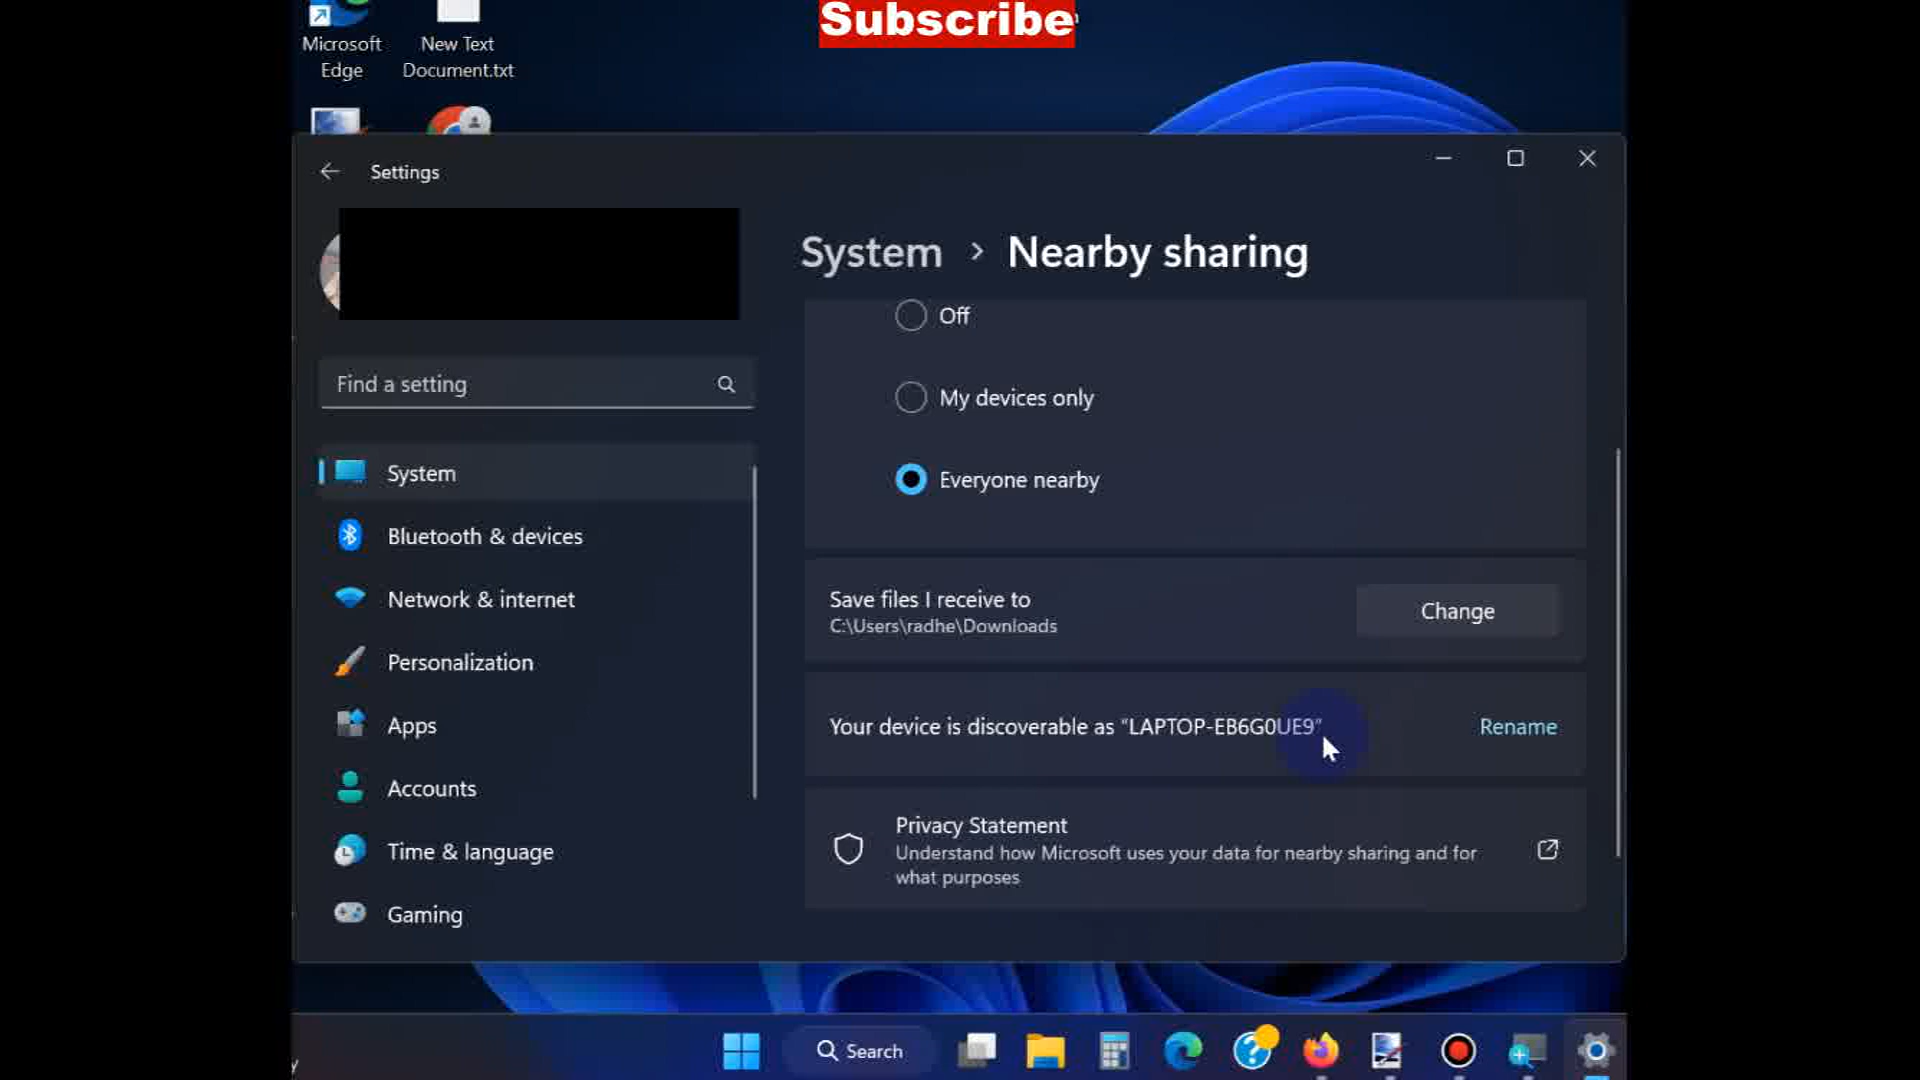 Subscribe
Microsoft Edge
New Text Document.txt
Settings
System > Nearby sharing
Off
My devices only
Everyone nearby
Find a setting
System
Bluetooth & devices
Network & internet
Personalization
Apps
Accounts
Time & language
Gaming
Save files I receive to
C:\Users\radhe\Downloads
Change
Your device is discoverable as “LAPTOP-EB6G0UE9”
Rename
Privacy Statement
Understand how Microsoft uses your data for nearby sharing and for
what purposes
Search